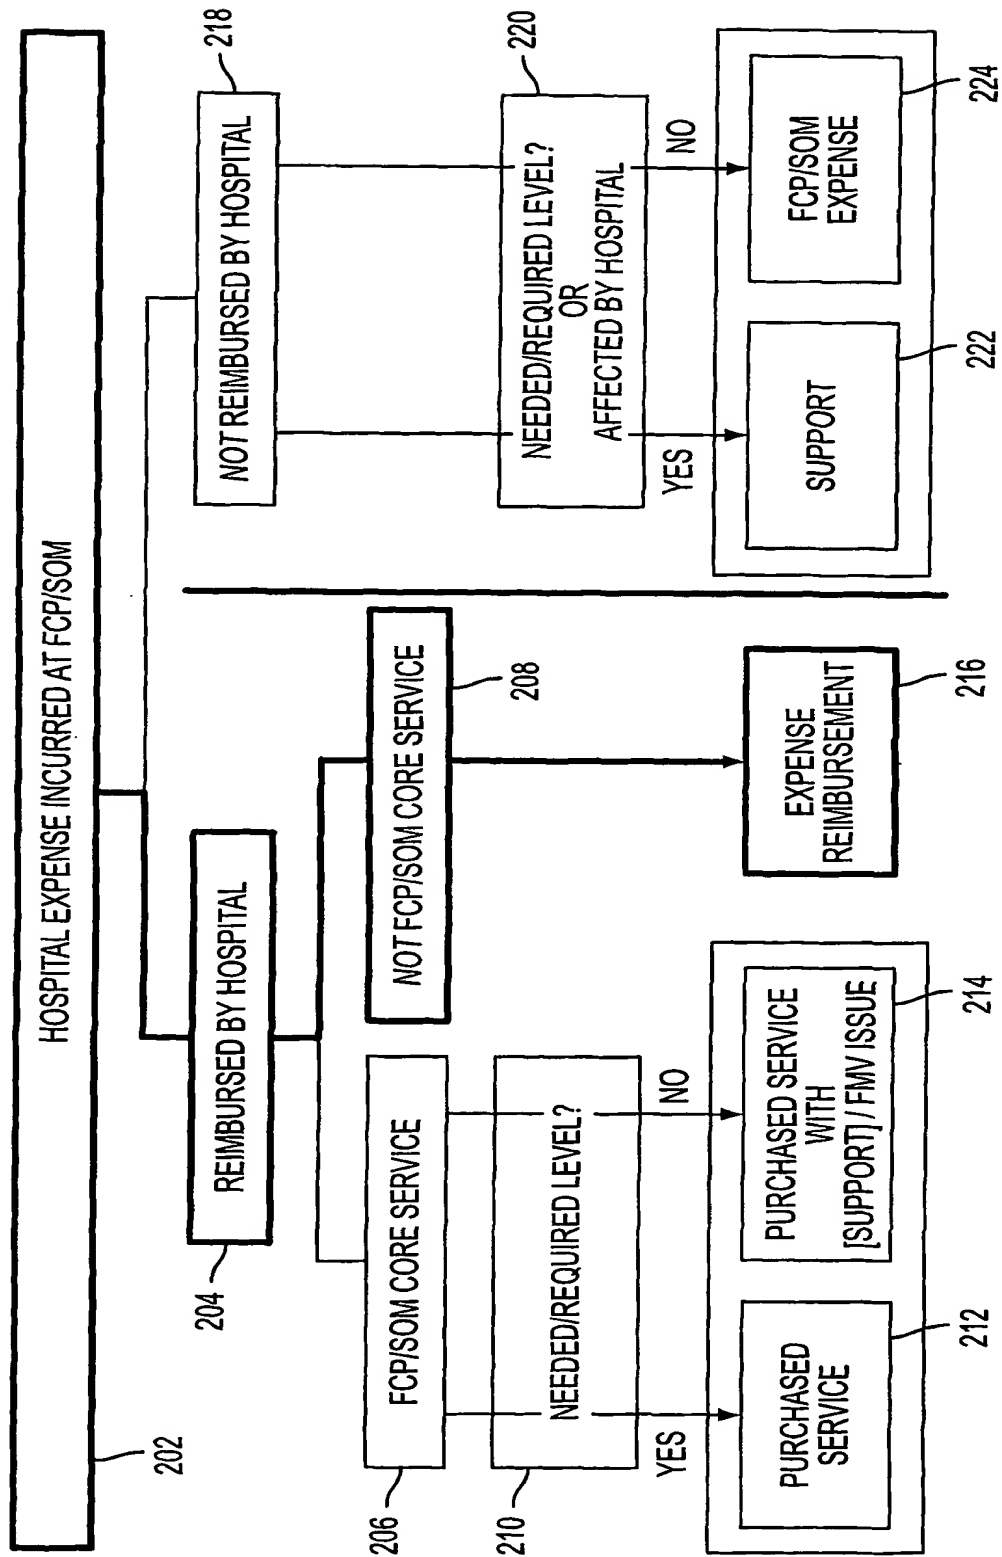 HOSPITAL EXPENSE INCURRED AT FCP/SOM
202
REIMBURSED BY HOSPITAL
204
NOT REIMBURSED BY HOSPITAL
218
FCP/SOM CORE SERVICE
206
NOT FCP/SOM CORE SERVICE
208
NEEDED/REQUIRED LEVEL?
210
NEEDED/REQUIRED LEVEL?
OR
AFFECTED BY HOSPITAL
220
YES
NO
YES
NO
PURCHASED
SERVICE
212
PURCHASED SERVICE
WITH
[SUPPORT] / FMV ISSUE
214
EXPENSE
REIMBURSEMENT
216
SUPPORT
222
FCP/SOM
EXPENSE
224